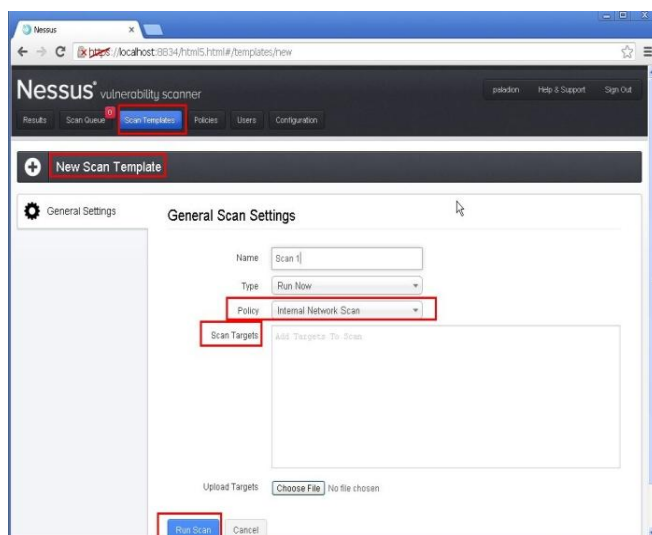 Nessus
https://localhost:8834/html5.html#/templates/new
Nessus vulnerability scanner
paladion Help & Support Sign Out
Results Scan Queue 0 Scan Templates Policies Users Configuration
New Scan Template
General Settings
General Scan Settings
Name Scan 1
Type Run Now
Policy Internal Network Scan
Scan Targets Add Targets To Scan
Upload Targets Choose File No file chosen
Run Scan Cancel